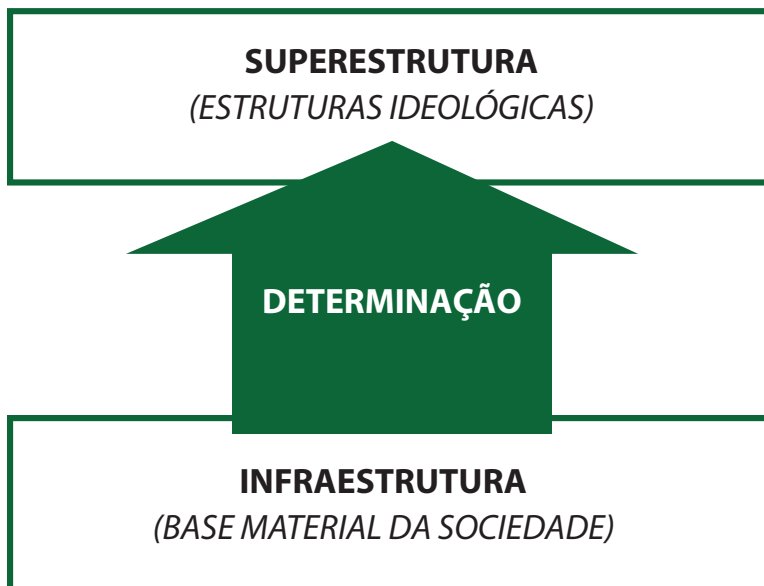 SUPERESTRUTURA
(ESTRUTURAS IDEOLÓGICAS)
DETERMINAÇÃO
INFRAESTRUTURA
(BASE MATERIAL DA SOCIEDADE)